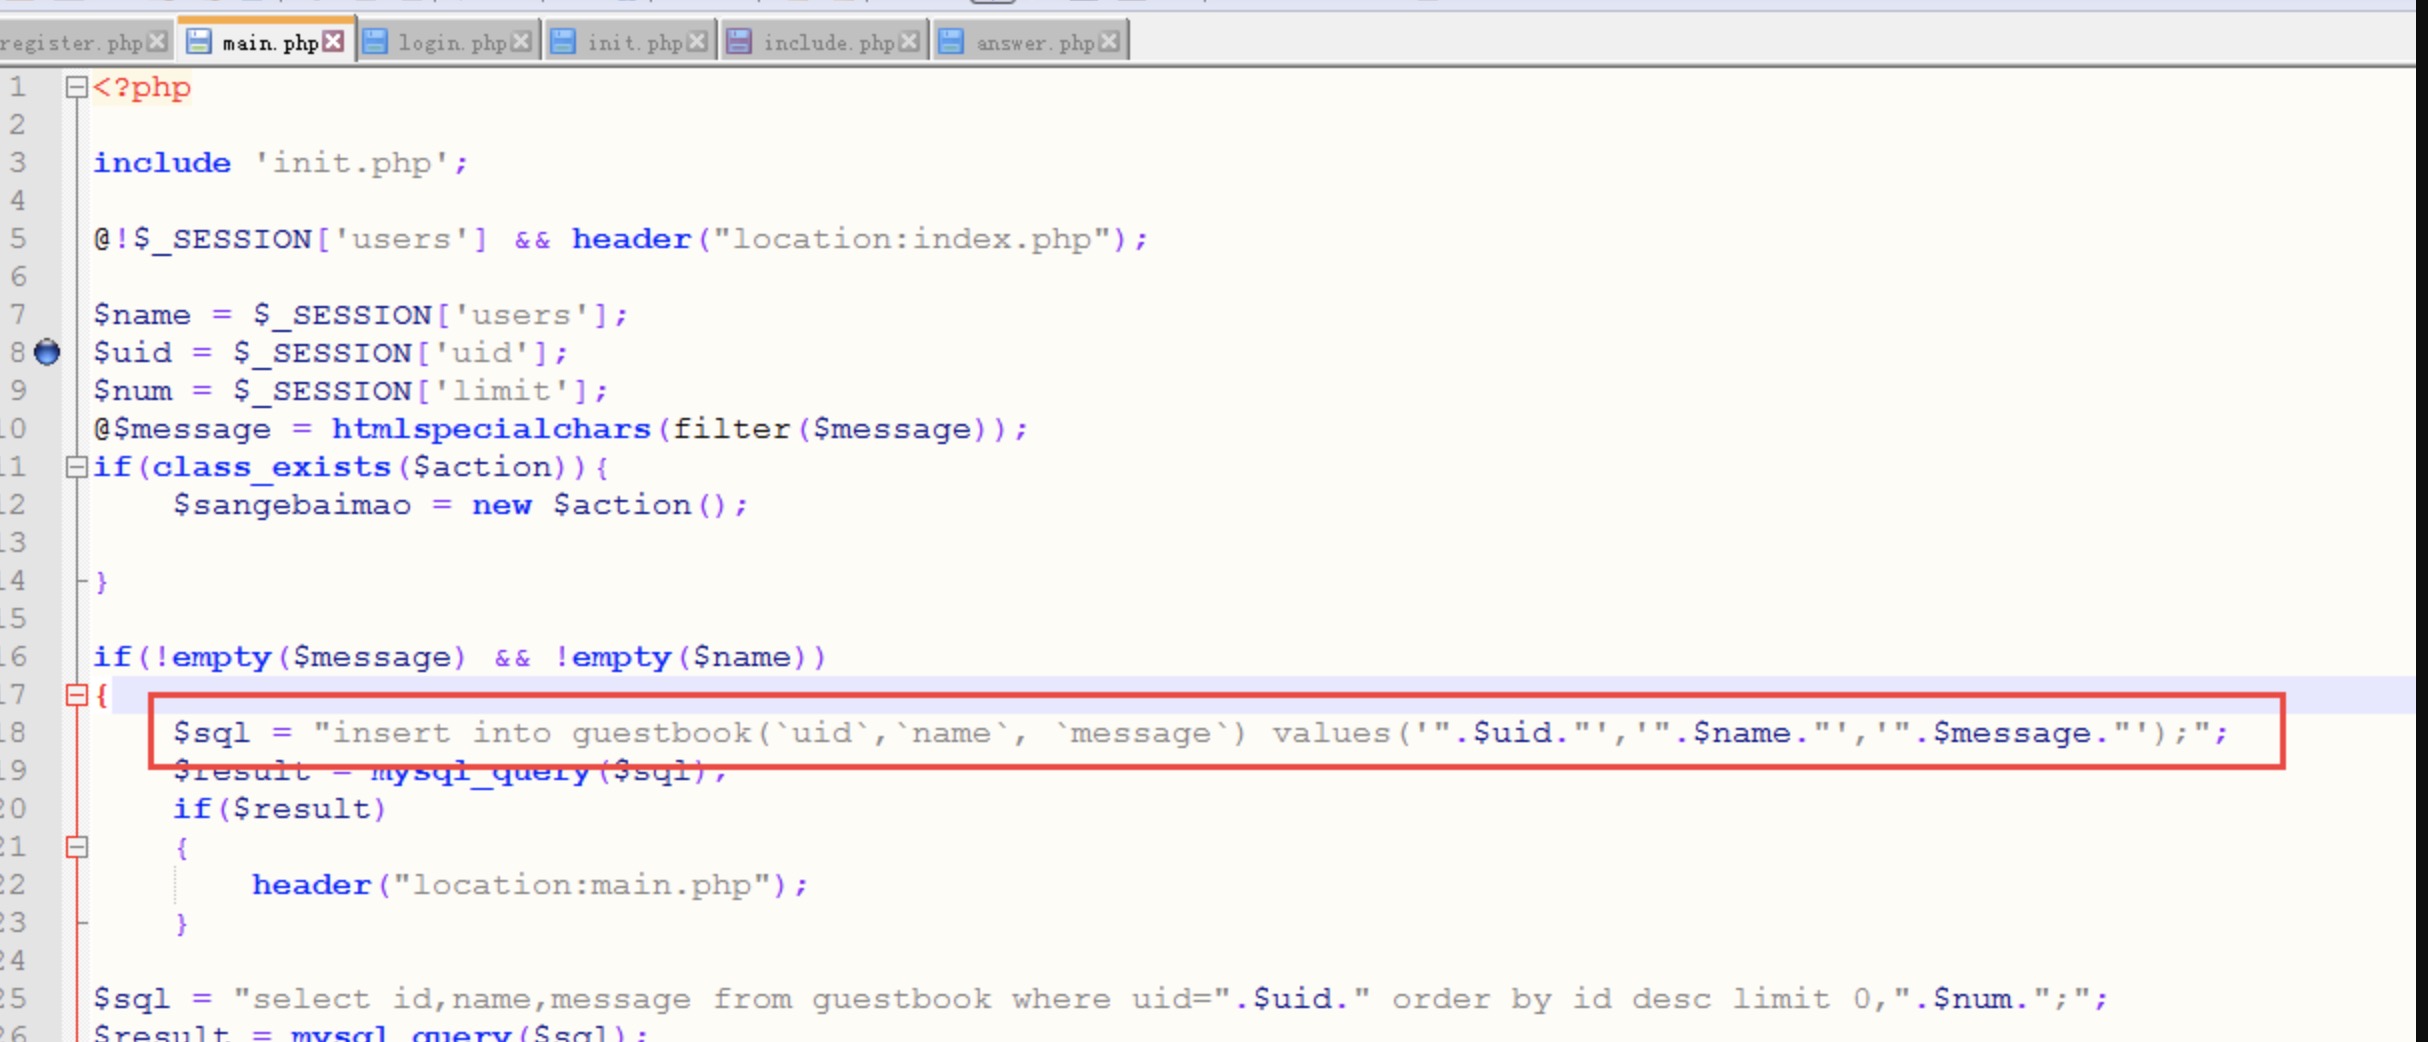 register.php main.php login.php init.php include.php answer.php
1 <?php
2
3 include 'init.php';
4
5 @!$_SESSION['users'] && header("location:index.php");
6
7 $name = $_SESSION['users'];
8 $uid = $_SESSION['uid'];
9 $num = $_SESSION['limit'];
10 @$message = htmlspecialchars(filter($message));
11 if(class_exists($action)){
12     $sangebaimao = new $action();
13
14 }
15
16 if(!empty($message) && !empty($name))
17 {
18     $sql = "insert into guestbook(`uid`,`name`, `message`) values('".$uid."','".$name."','".$message."');";
19     $result = mysql_query($sql);
20     if($result)
21     {
22         header("location:main.php");
23     }
24
25 $sql = "select id,name,message from guestbook where uid=".$uid." order by id desc limit 0,".$num.";";
26 $result = mysql_query($sql);